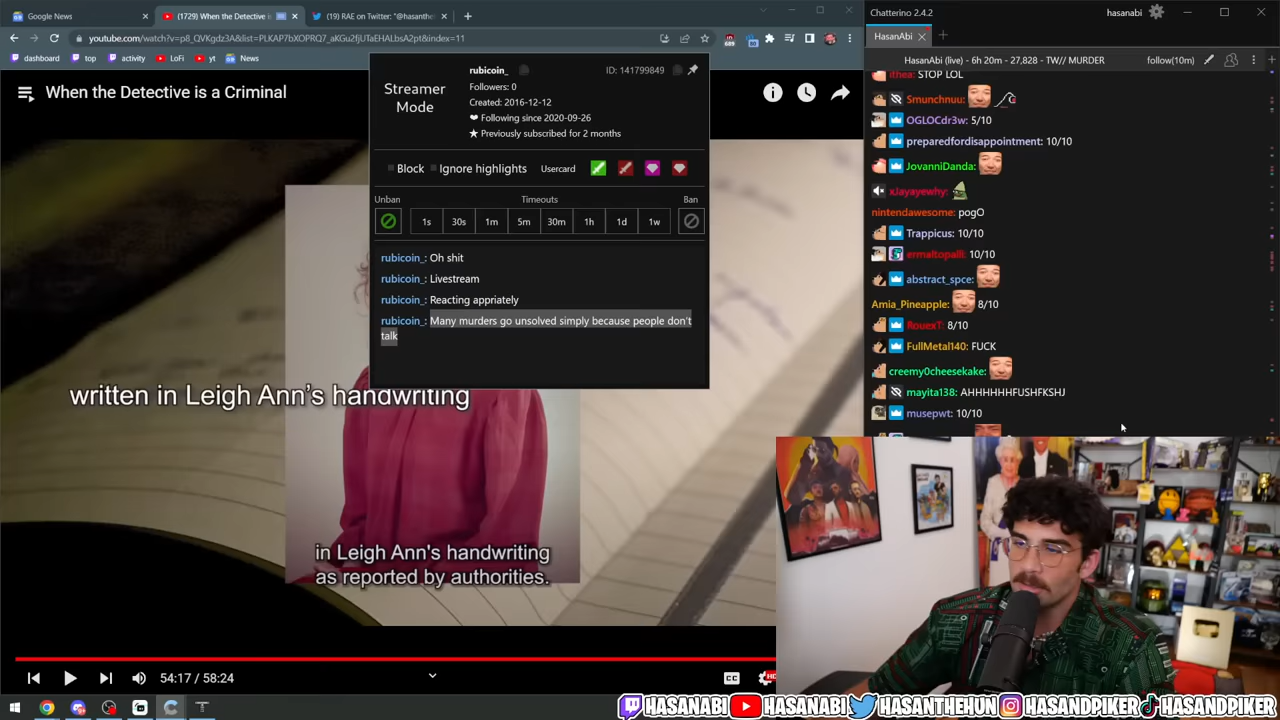 Google News
(1729) When the Detective is
(19) RAE on Twitter: "@hasanthe
youtube.com/watch?v=p8_QVKgdz3A&list=PLKAP7bXOPRQ7_aKGu2fjUTaEHALbsA2pt&index=11
dashboard
top
activity
LoFi
yt
News
When the Detective is a Criminal
Streamer
Mode
rubicoin_
ID: 141799849
Followers: 0
Created: 2016-12-12
Following since 2020-09-26
Previously subscribed for 2 months
Block
Ignore highlights
Usercard
Unban
Timeouts
Ban
1s
30s
1m
5m
30m
1h
1d
1w
rubicoin_: Oh shit
rubicoin_: Livestream
rubicoin_: Reacting appriately
rubicoin_: Many murders go unsolved simply because people don't
talk
written in Leigh Ann's handwriting
in Leigh Ann's handwriting
as reported by authorities.
54:17 / 58:24
CC
HD
Chatterino 2.4.2
hasanabi
HasanAbi
HasanAbi (live) - 6h 20m - 27,828 - TW// MURDER
follow(10m)
ithea: STOP LOL
Smunchnuu:
OGLOCdr3w: 5/10
preparedfordisappointment: 10/10
JovanniDanda:
xJayayewhy:
nintendawesome: pogO
Trappicus: 10/10
ermaltopalli: 10/10
abstract_spce:
Amia_Pineapple: 8/10
RouexT: 8/10
FullMetal140: FUCK
creemy0cheesekake:
mayita138: AHHHHHHFUSHFKSHJ
musepwt: 10/10
HASANABI
HASANABI
HASANTHEHUN
HASANDPIKER
HASANDPIKER